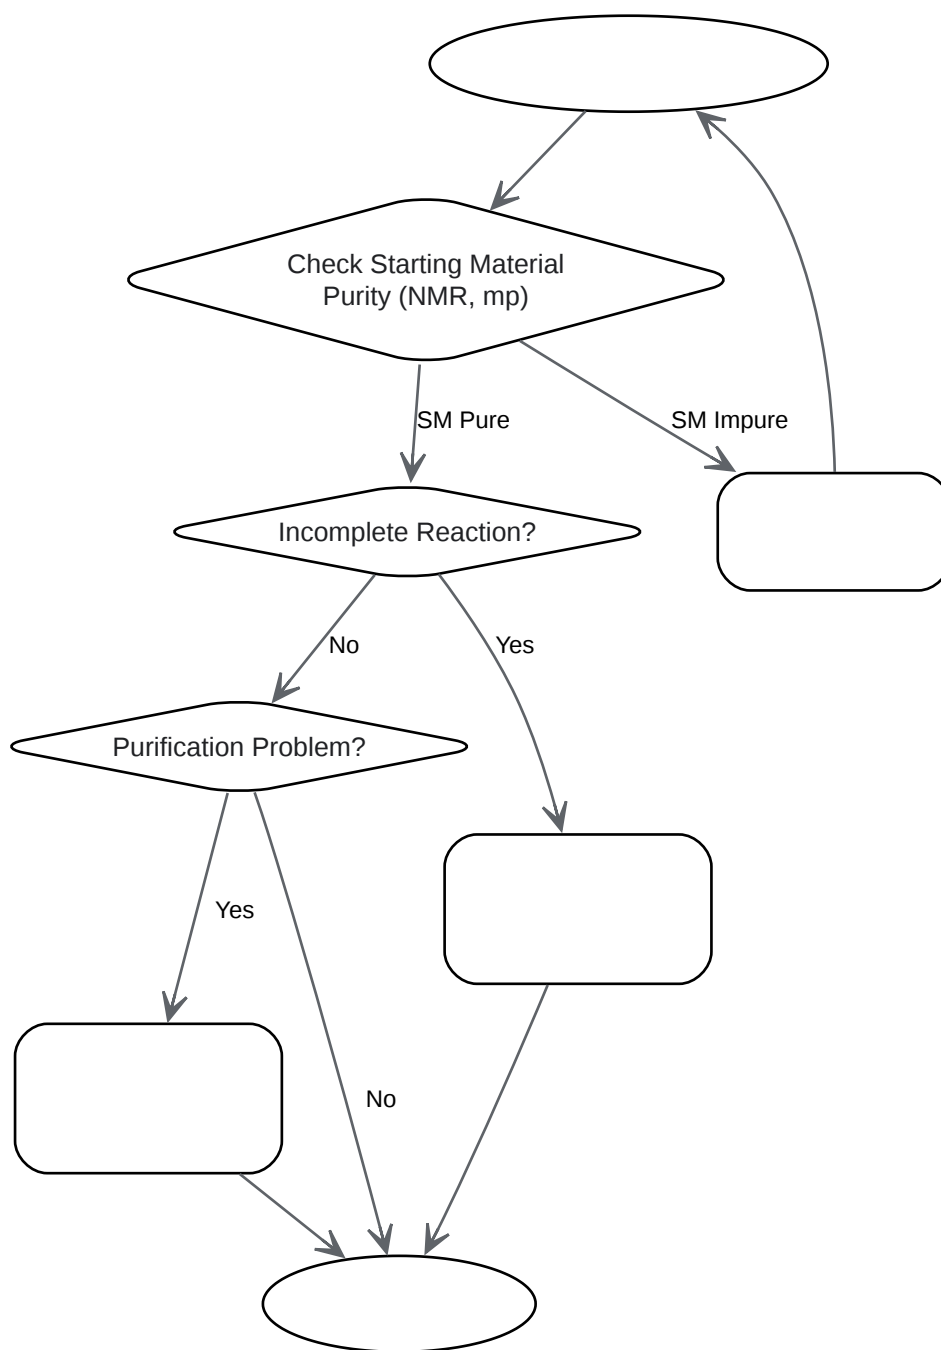 Check Starting Material
Purity (NMR, mp)
SM Pure
SM Impure
Incomplete Reaction?
No
Yes
Purification Problem?
Yes
No